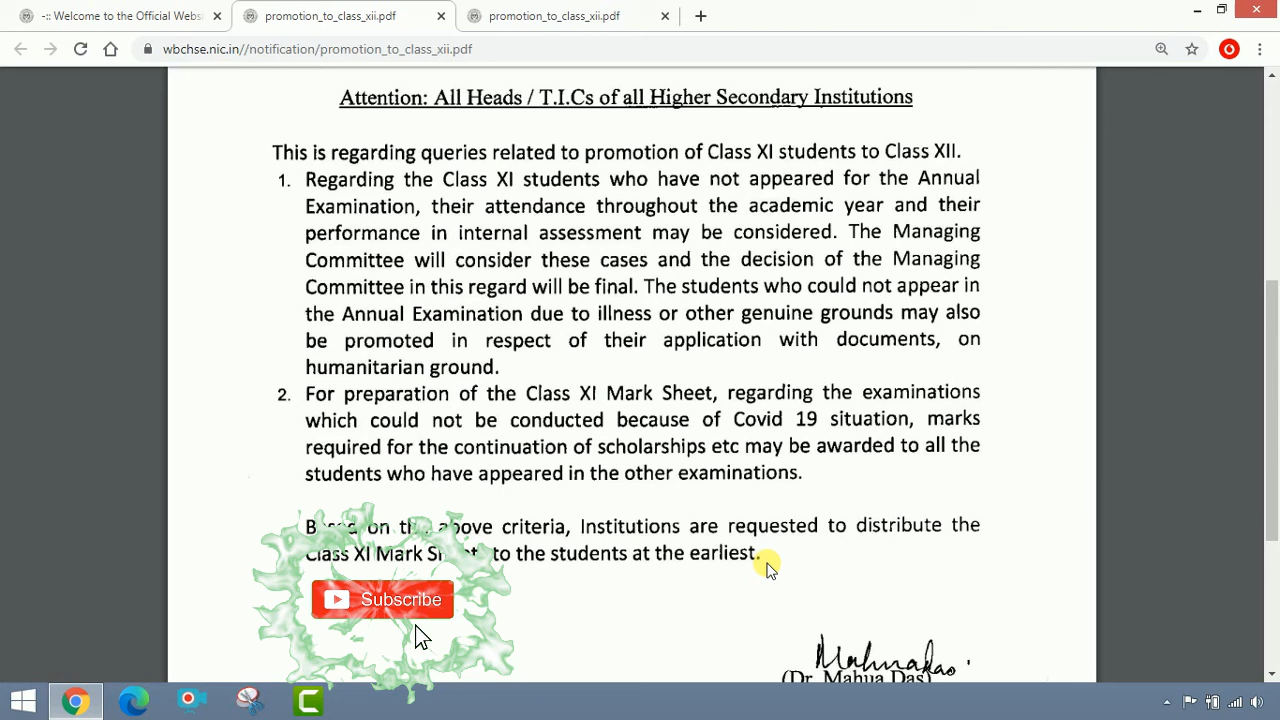 -:: Welcome to the Official Webs
promotion_to_class_xii.pdf
promotion_to_class_xii.pdf
wbchse.nic.in//notification/promotion_to_class_xii.pdf
Attention: All Heads / T.I.Cs of all Higher Secondary Institutions
This is regarding queries related to promotion of Class XI students to Class XII.
1. Regarding the Class XI students who have not appeared for the Annual
Examination, their attendance throughout the academic year and their
performance in internal assessment may be considered. The Managing
Committee will consider these cases and the decision of the Managing
Committee in this regard will be final. The students who could not appear in
the Annual Examination due to illness or other genuine grounds may also
be promoted in respect of their application with documents, on
humanitarian ground.
2. For preparation of the Class XI Mark Sheet, regarding the examinations
which could not be conducted because of Covid 19 situation, marks
required for the continuation of scholarships etc may be awarded to all the
students who have appeared in the other examinations.
Based on the above criteria, Institutions are requested to distribute the
Class XI Mark Sheets to the students at the earliest.
Subscribe
Mahuadas
(Dr. Mahua Das)